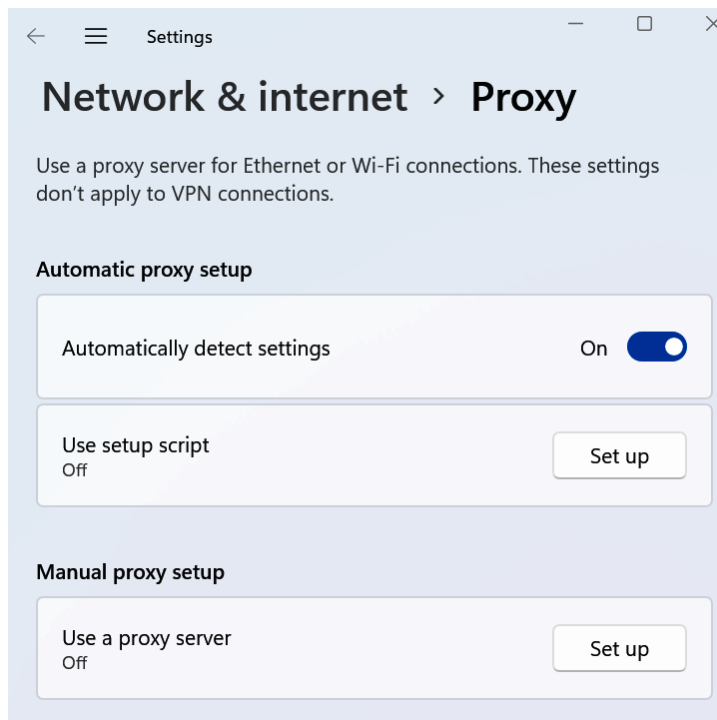 Settings
Network & internet > Proxy
Use a proxy server for Ethernet or Wi-Fi connections. These settings
don’t apply to VPN connections.
Automatic proxy setup
Automatically detect settings On
Use setup script
Off
Set up
Manual proxy setup
Use a proxy server
Off
Set up